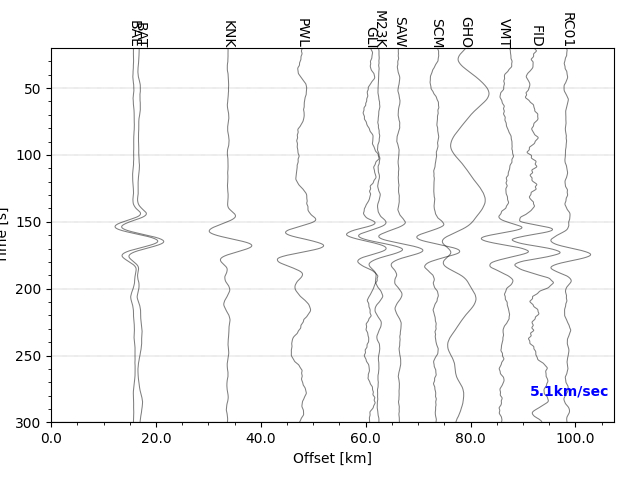 BAE BAT KNK PWL GLI M23K SAW SCM GHO VMT FID RC01
Time [s]
50
100
150
200
250
300
5.1km/sec
0.0 20.0 40.0 60.0 80.0 100.0
Offset [km]